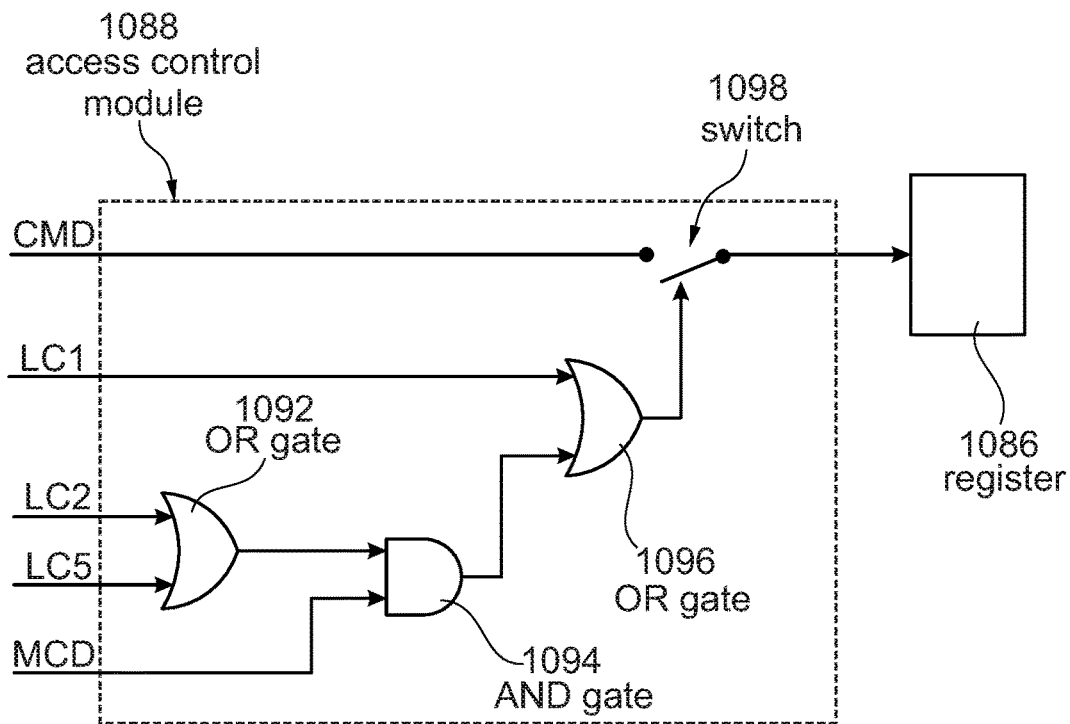 1088
access control
module
1098
switch
CMD
LC1
1092
OR gate
1086
register
LC2
LC5
1096
OR gate
MCD
1094
AND gate